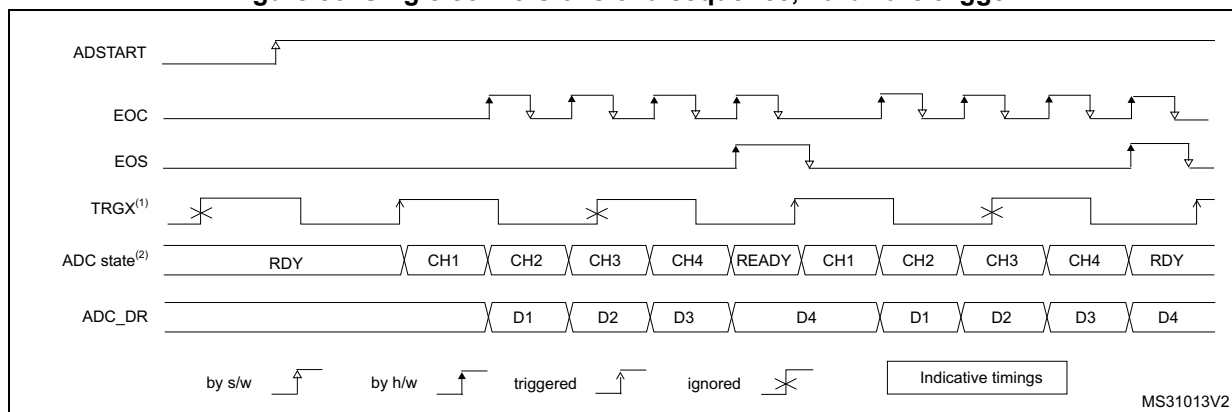 ADSTART
EOC
EOS
TRGX(1)
ADC state(2) RDY CH1 CH2 CH3 CH4 READY CH1 CH2 CH3 CH4 RDY
ADC_DR D1 D2 D3 D4 D1 D2 D3 D4
by s/w by h/w triggered ignored Indicative timings
MS31013V2